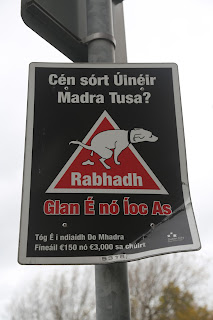 Cén sórt Úinéir
Madra Tusa?
Rabhadh
Glan É nó Íoc As
Tóg É i ndiaidh Do Mhadra
Fíneáil €150 nó €3,000 sa chúirt